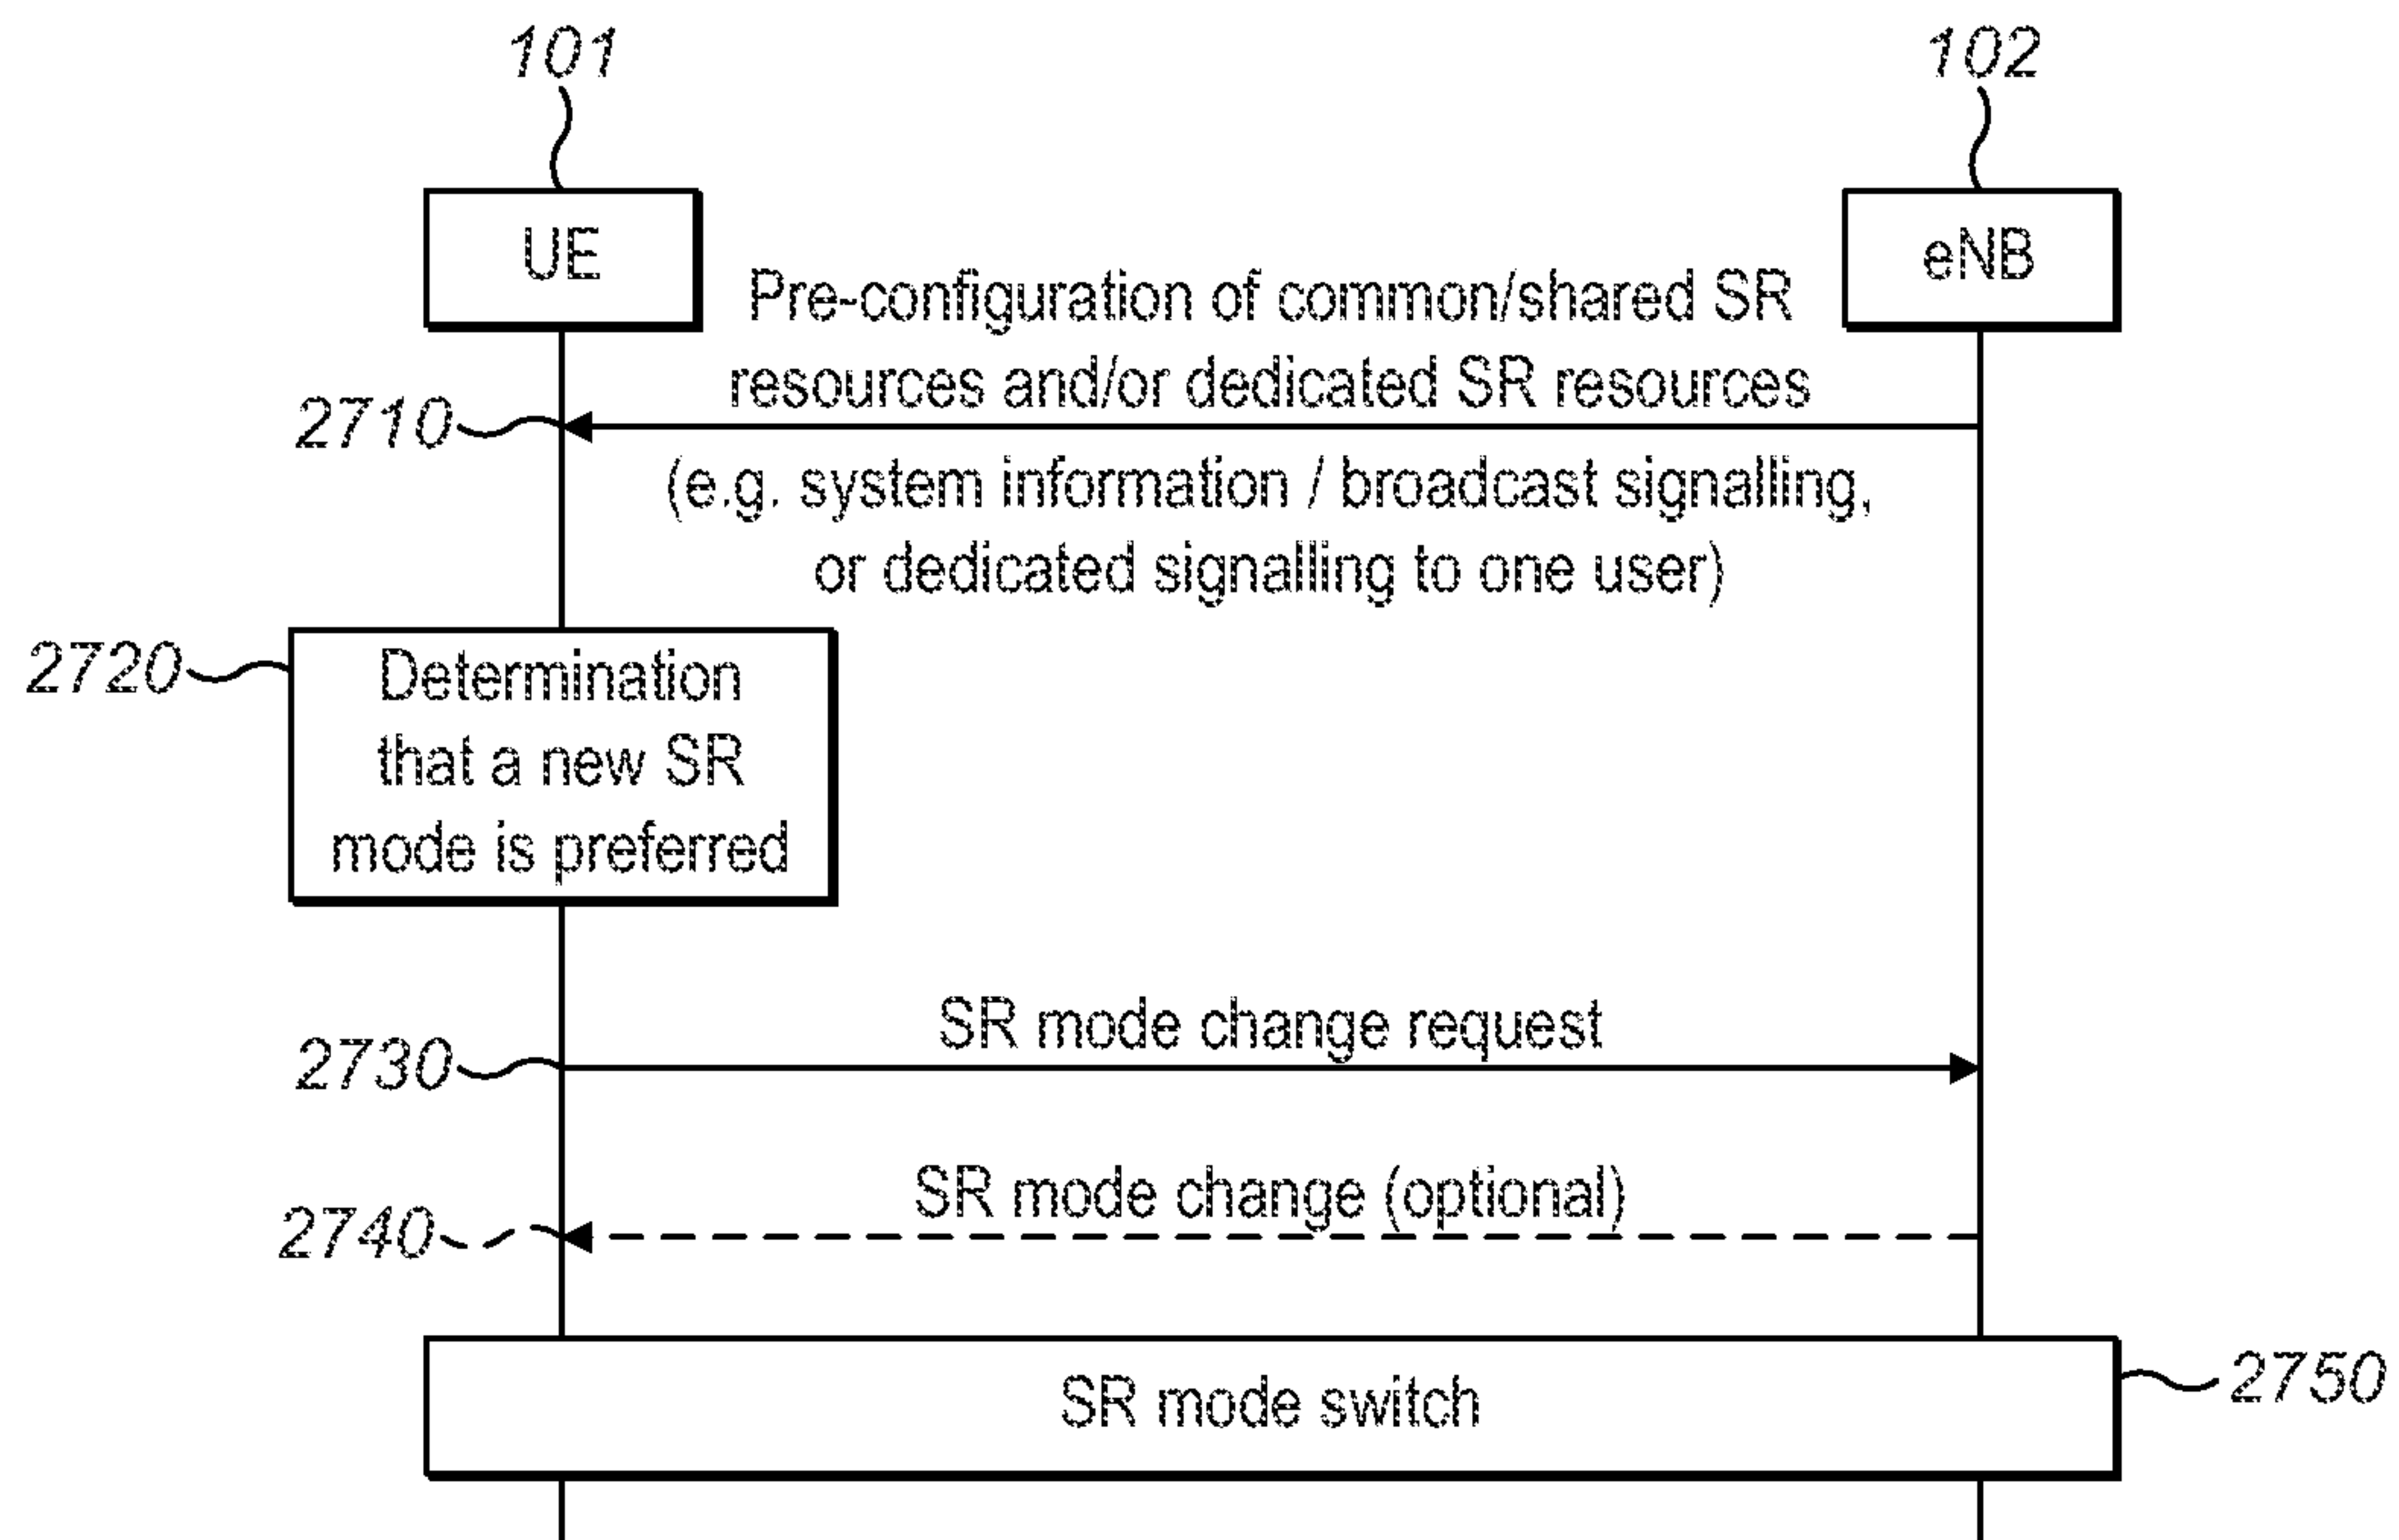 101
102
UE
eNB
Pre-configuration of common/shared SR
resources and/or dedicated SR resources
2710
(e.g. system information / broadcast signalling,
or dedicated signalling to one user)
2720
Determination
that a new SR
mode is preferred
SR mode change request
2730
SR mode change (optional)
2740
SR mode switch
2750